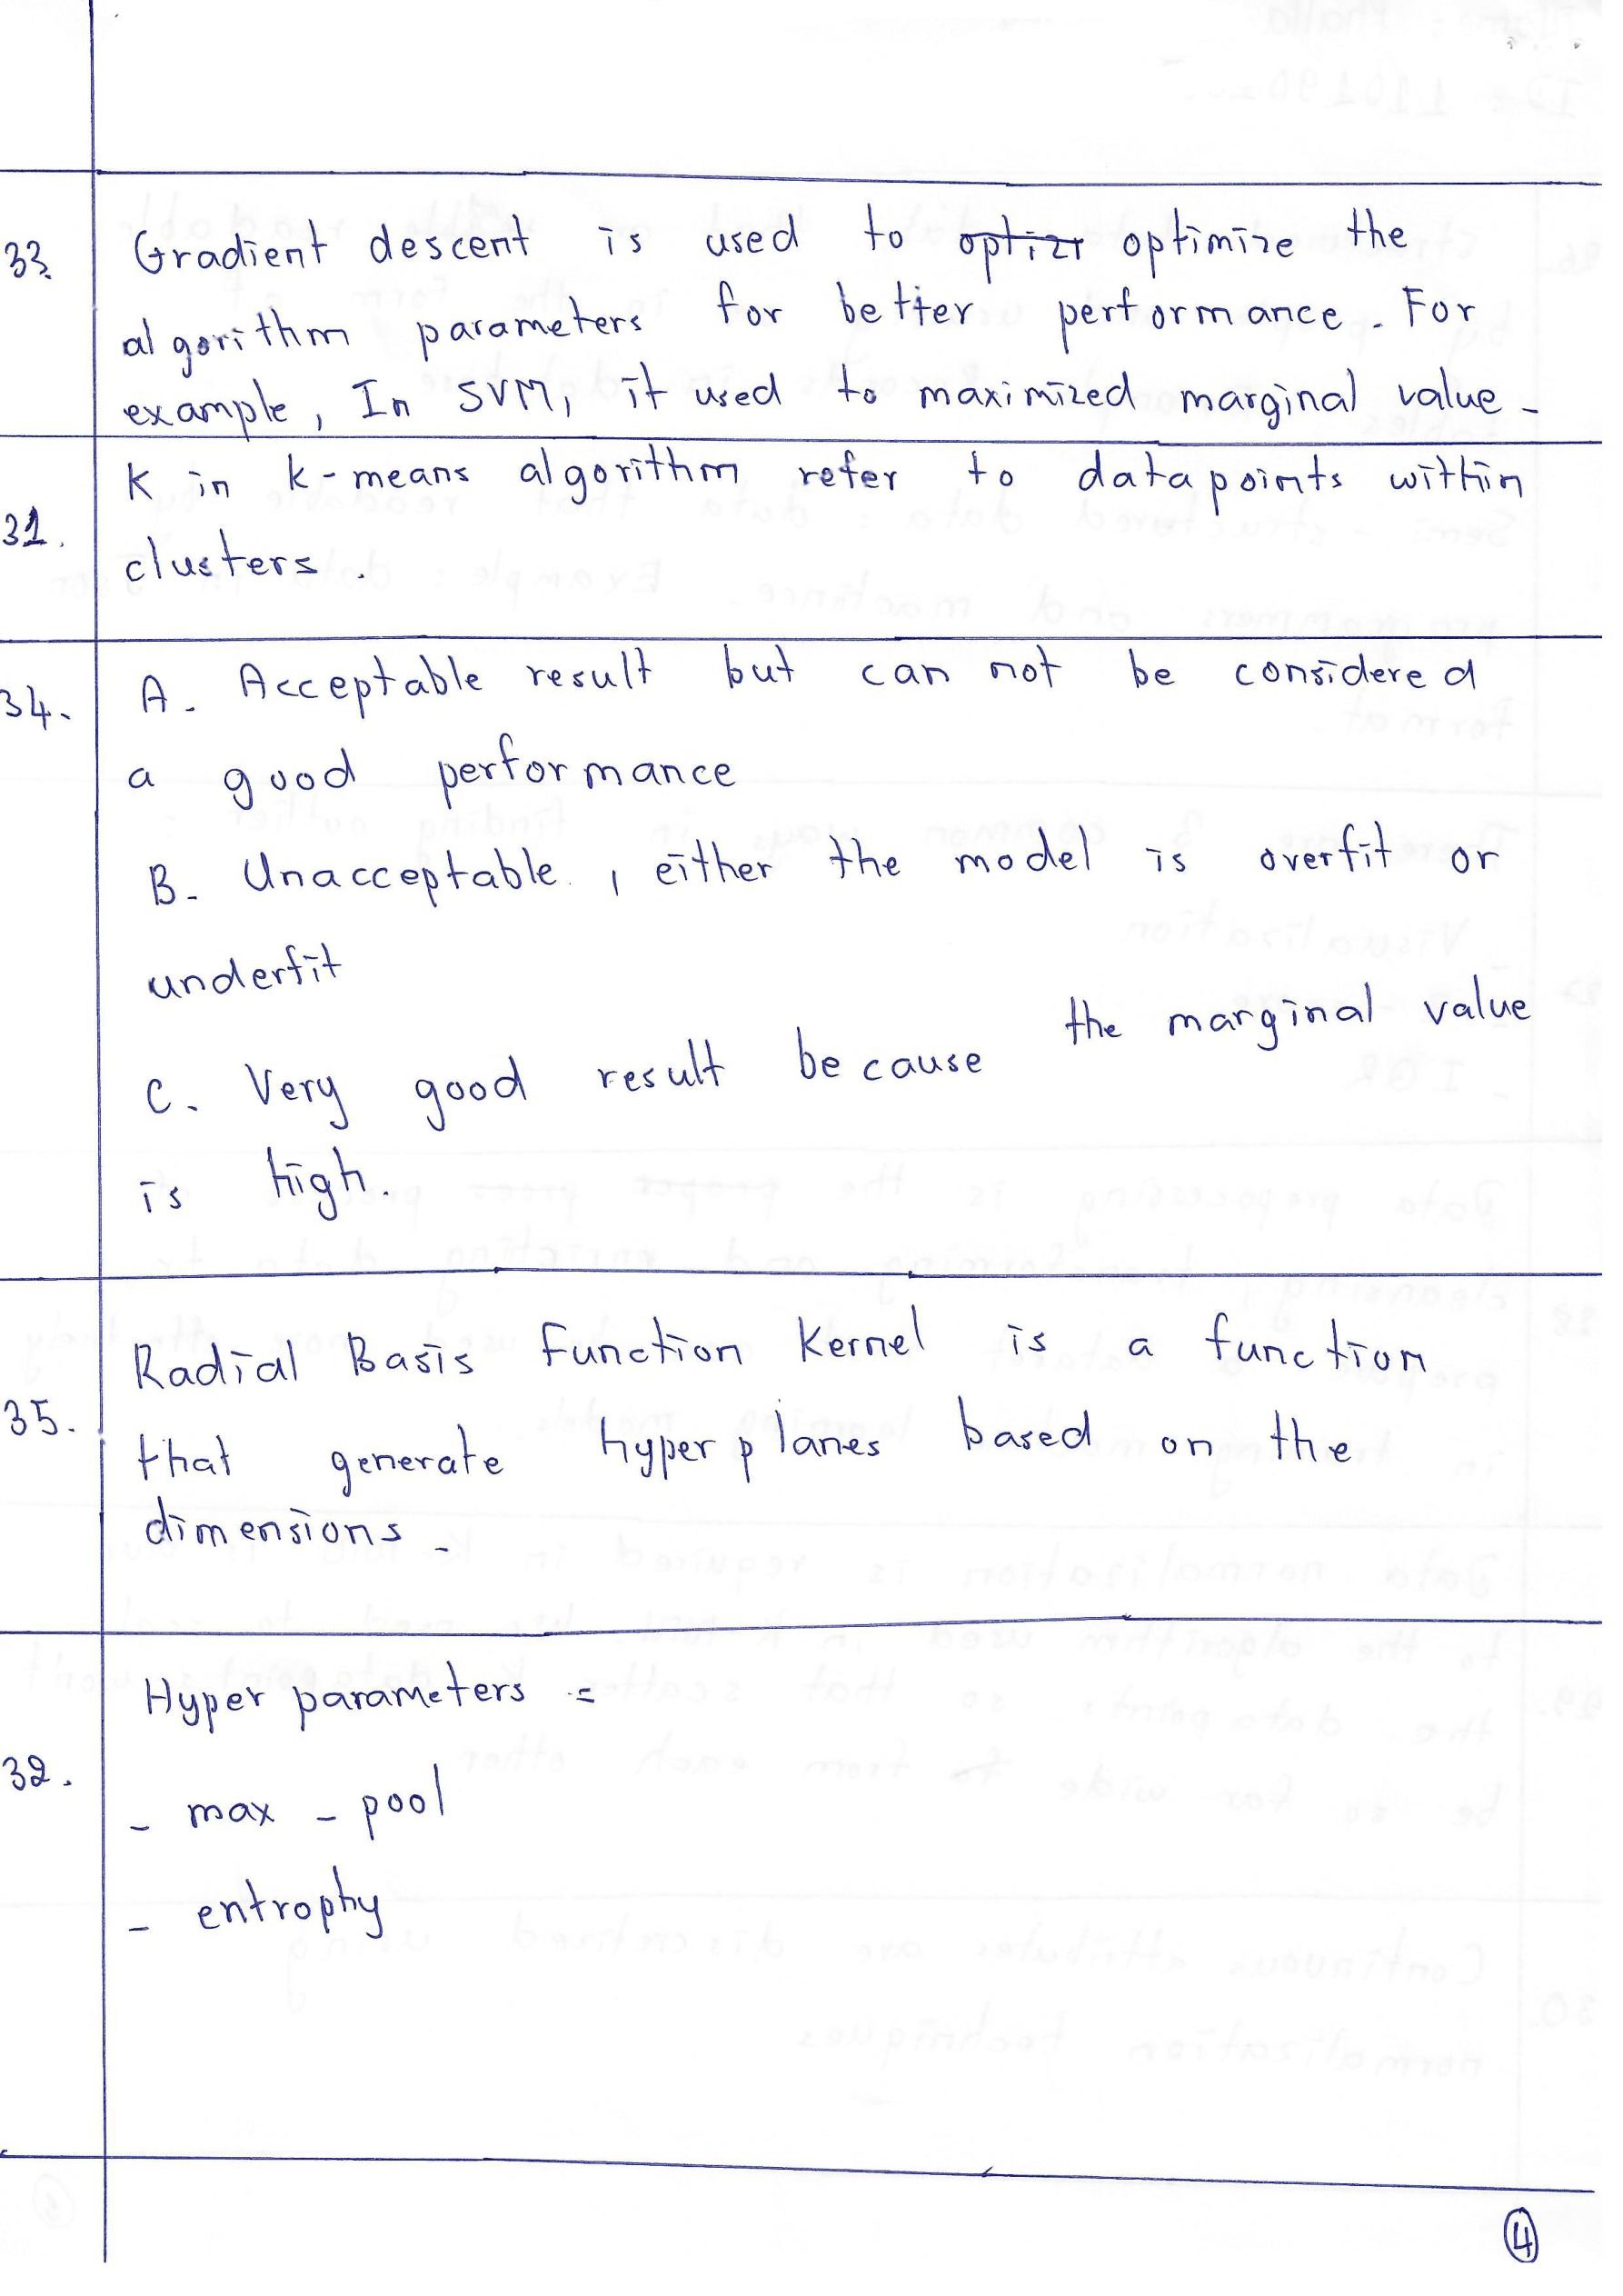 33. Gradient descent is used to optizr optimize the
algorithm parameters for better performance. For
example, In SVM, it used to maximized marginal value.
31. K in k-means algorithm refer to datapoints within
clusters.
34. A. Acceptable result but can not be considered
a good performance
B. Unacceptable, either the model is overfit or
underfit
C. Very good result because the marginal value
is high.
35. Radial Basis Function Kernel is a function
that generate hyperplanes based on the
dimensions.
32. Hyper parameters :
- max - pool
- entrophy
4